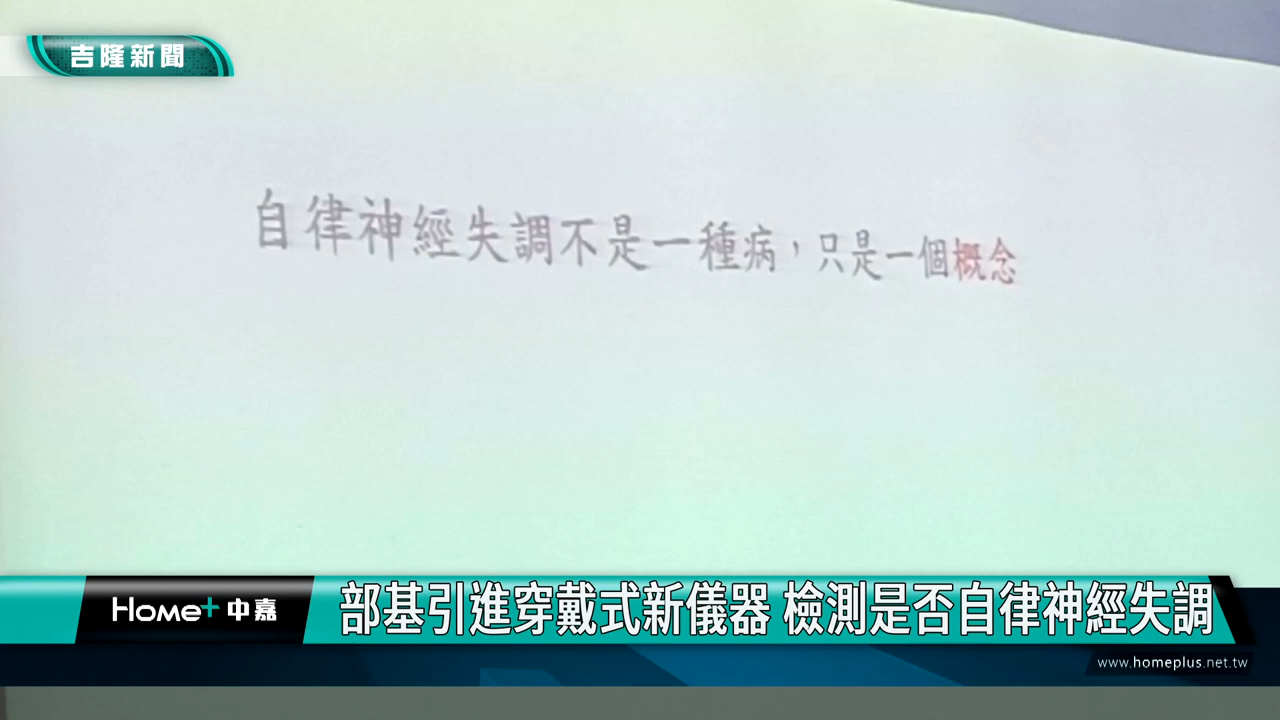 吉隆新聞
自律神經失調不是一種病，只是一個概念
Home+中嘉
部基引進穿戴式新儀器 檢測是否自律神經失調
www.homeplus.net.tw